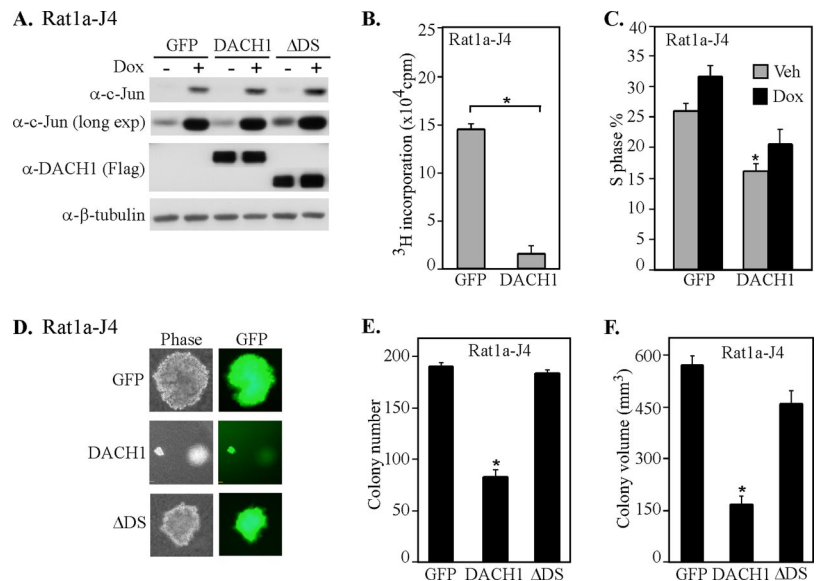 A. Rat1a-J4
GFP DACH1 ΔDS
Dox - + - + - +
α-c-Jun
α-c-Jun (long exp)
α-DACH1 (Flag)
α-β-tubulin
B.
Rat1a-J4
³H incorporation (x10⁴cpm)
25
20
15
10
5
0
*
GFP DACH1
C.
Rat1a-J4
S phase %
40
35
30
25
20
15
10
5
0
Veh
Dox
*
GFP DACH1
D. Rat1a-J4
Phase GFP
GFP
DACH1
ΔDS
E.
Rat1a-J4
Colony number
200
150
100
50
0
*
GFP DACH1 ΔDS
F.
Rat1a-J4
Colony volume (mm³)
600
450
300
150
0
*
GFP DACH1 ΔDS